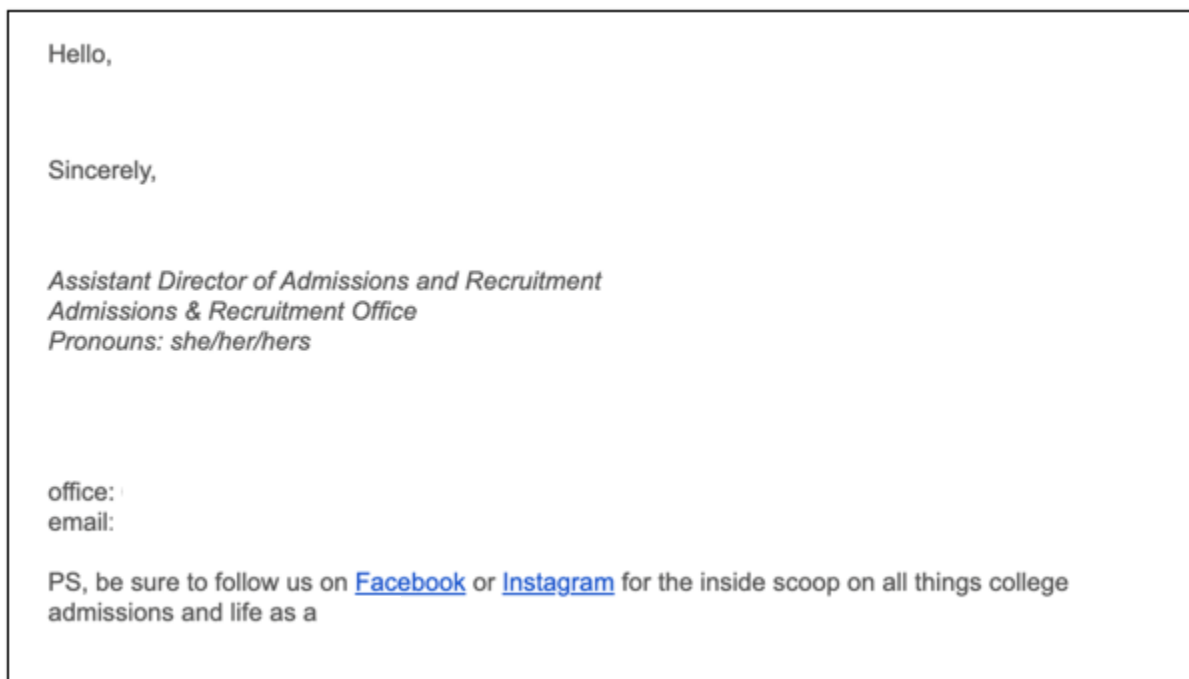 Hello,
Sincerely,
Assistant Director of Admissions and Recruitment
Admissions & Recruitment Office
Pronouns: she/her/hers
office:
email:
PS, be sure to follow us on Facebook or Instagram for the inside scoop on all things college
admissions and life as a